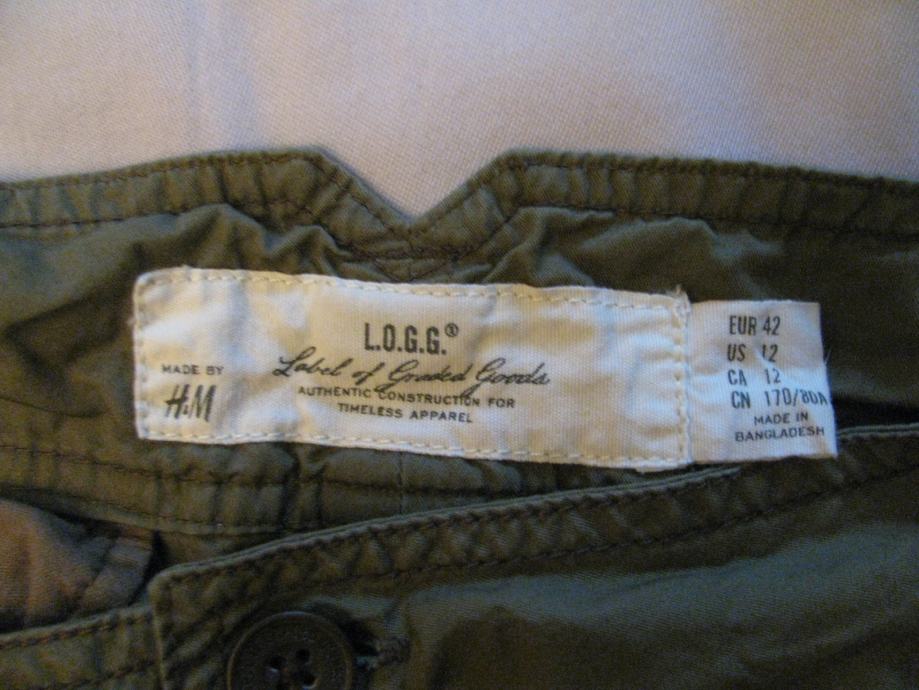 L.O.G.G.®
Label of Graded Goods
MADE BY
H&M
AUTHENTIC CONSTRUCTION FOR
TIMELESS APPAREL
EUR 42
US 12
CA 12
CN 170/80A
MADE IN
BANGLADESH